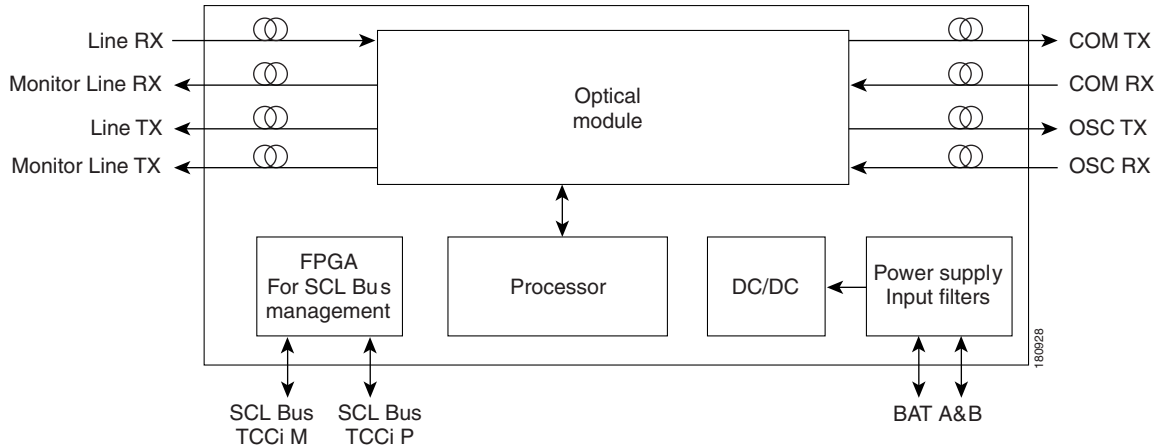 Line RX
COM TX
Monitor Line RX
COM RX
Optical
module
Line TX
OSC TX
Monitor Line TX
OSC RX
FPGA
For SCL Bus
management
Processor
DC/DC
Power supply
Input filters
180928
SCL Bus
TCCi M
SCL Bus
TCCi P
BAT A&B